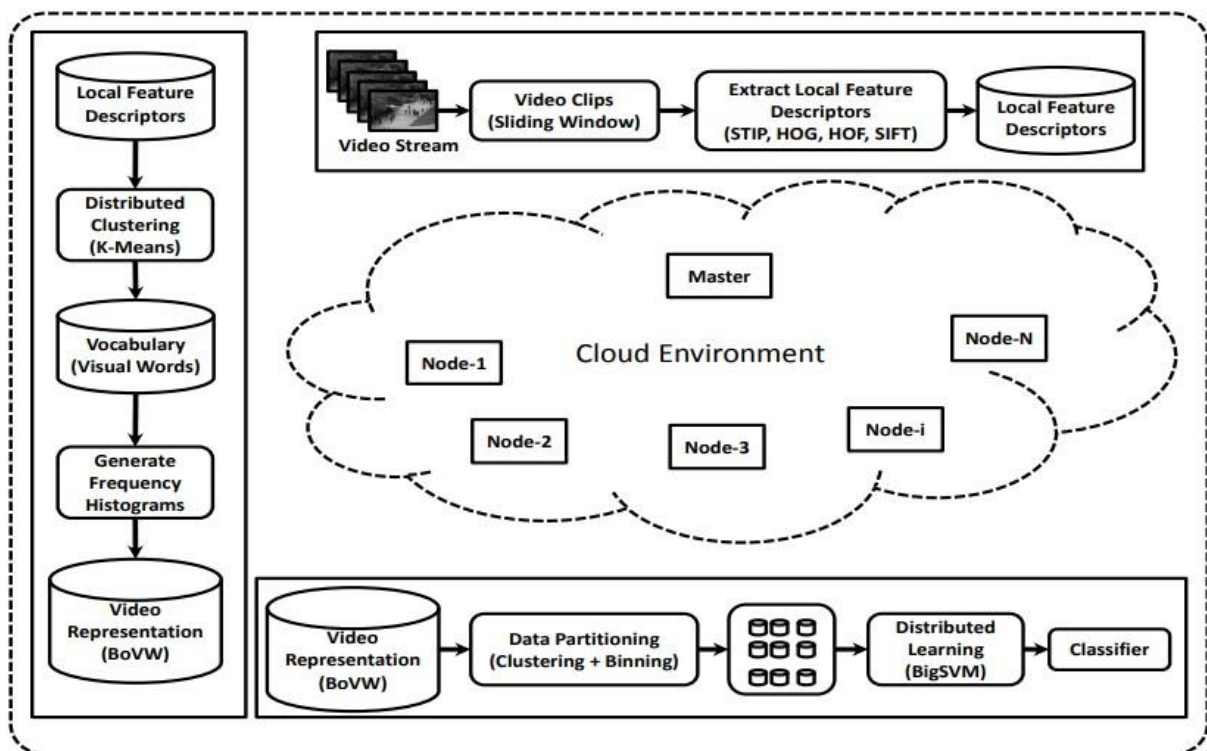 Local Feature
Descriptors
Distributed
Clustering
(K-Means)
Vocabulary
(Visual Words)
Generate
Frequency
Histograms
Video
Representation
(BoVW)
Video Stream
Video Clips
(Sliding Window)
Extract Local Feature
Descriptors
(STIP, HOG, HOF, SIFT)
Local Feature
Descriptors
Master
Cloud Environment
Node-1
Node-2
Node-3
Node-i
Node-N
Video
Representation
(BoVW)
Data Partitioning
(Clustering + Binning)
Distributed
Learning
(BigSVM)
Classifier